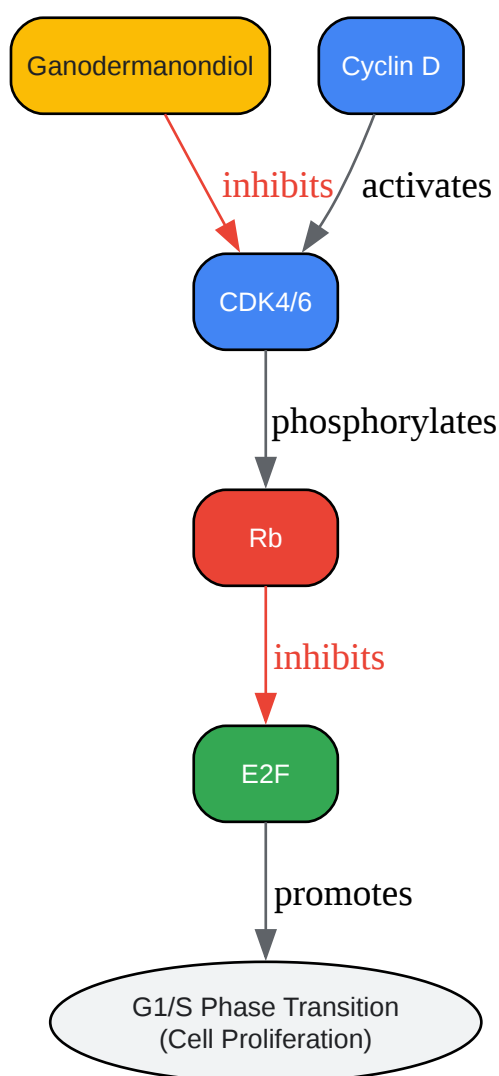 Ganodermanondiol
Cyclin D
inhibits
activates
CDK4/6
phosphorylates
Rb
inhibits
E2F
promotes
G1/S Phase Transition
(Cell Proliferation)